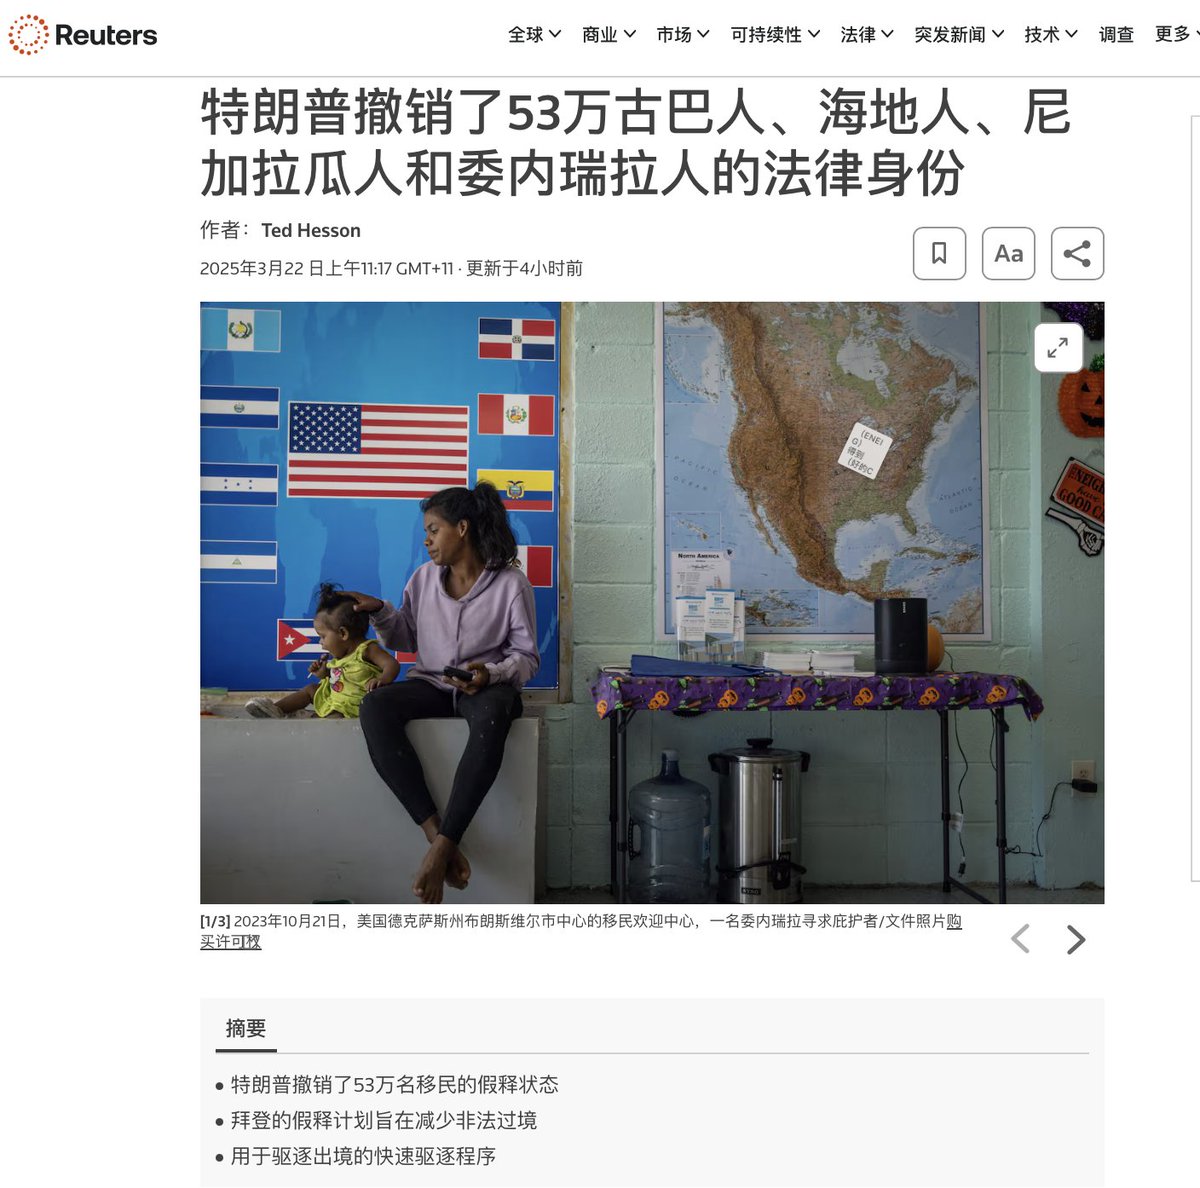 Reuters
全球 商业 市场 可持续性 法律 突发新闻 技术 调查 更多
特朗普撤销了53万古巴人、海地人、尼
加拉瓜人和委内瑞拉人的法律身份
作者： Ted Hesson
2025年3月22 日上午11:17 GMT+11 · 更新于4小时前
Aa
(ENEI
G)
得到
(好的C
PACIFIC
OCEAN
ATLANTIC
OCEAN
NORTH AMERICA
NEIGH
have
GOOD CA
[1/3] 2023年10月21日，美国德克萨斯州布朗斯维尔市中心的移民欢迎中心，一名委内瑞拉寻求庇护者/文件照片购
买许可
摘要
• 特朗普撤销了53万名移民的假释状态
• 拜登的假释计划旨在减少非法过境
• 用于驱逐出境的快速驱逐程序